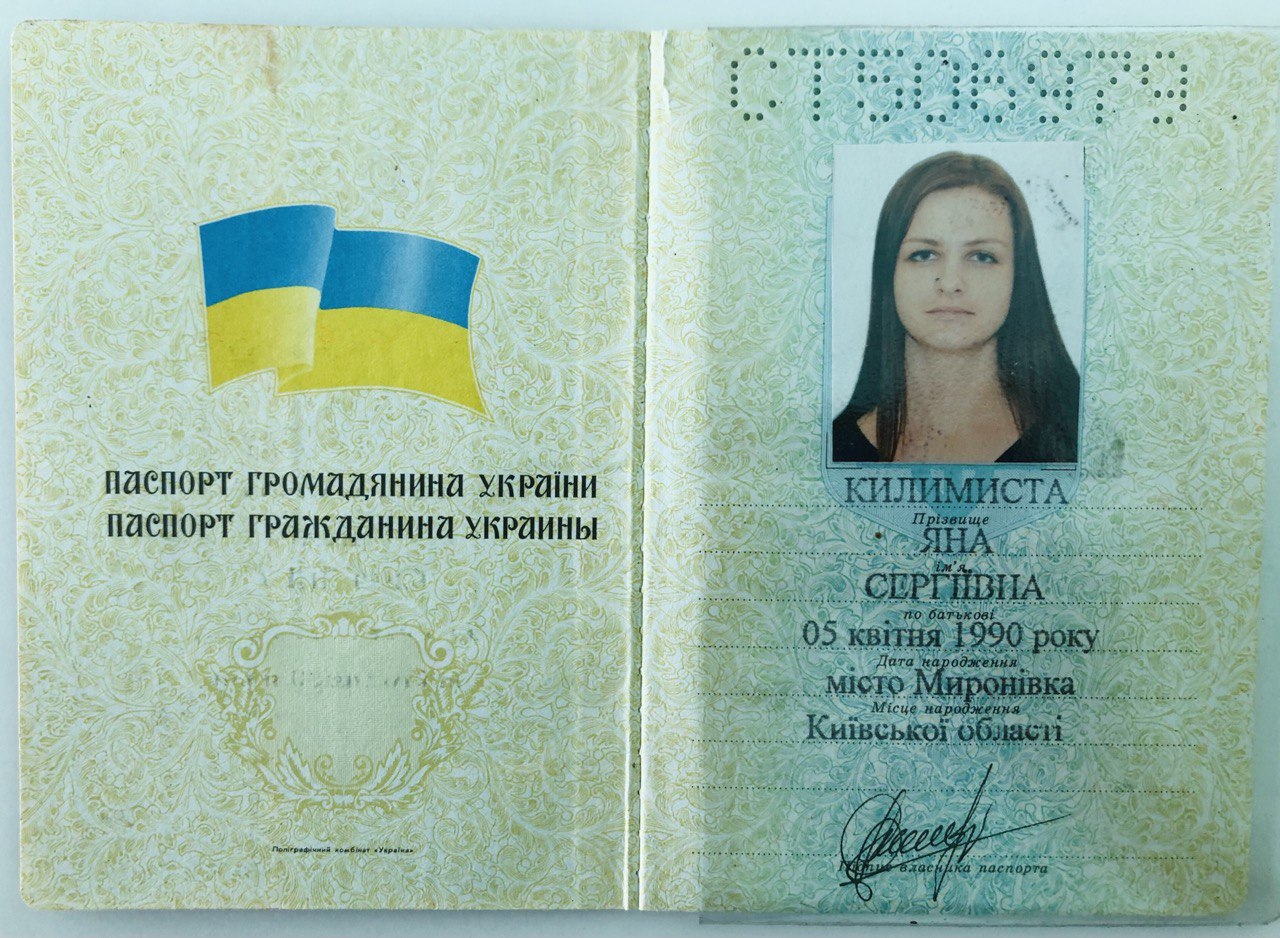 ПАСПОРТ ГРОМАДЯНИНА УКРАЇНИ
ПАСПОРТ ГРАЖДАНИНА УКРАИНЫ
Поліграфічний комбінат «Україна»
СТ506979
КИЛИМИСТА
Прізвище
ЯНА
ім'я
СЕРГІЇВНА
по батькові
05 квітня 1990 року
Дата народження
місто Миронівка
Місце народження
Київської області
Підпис власника паспорта